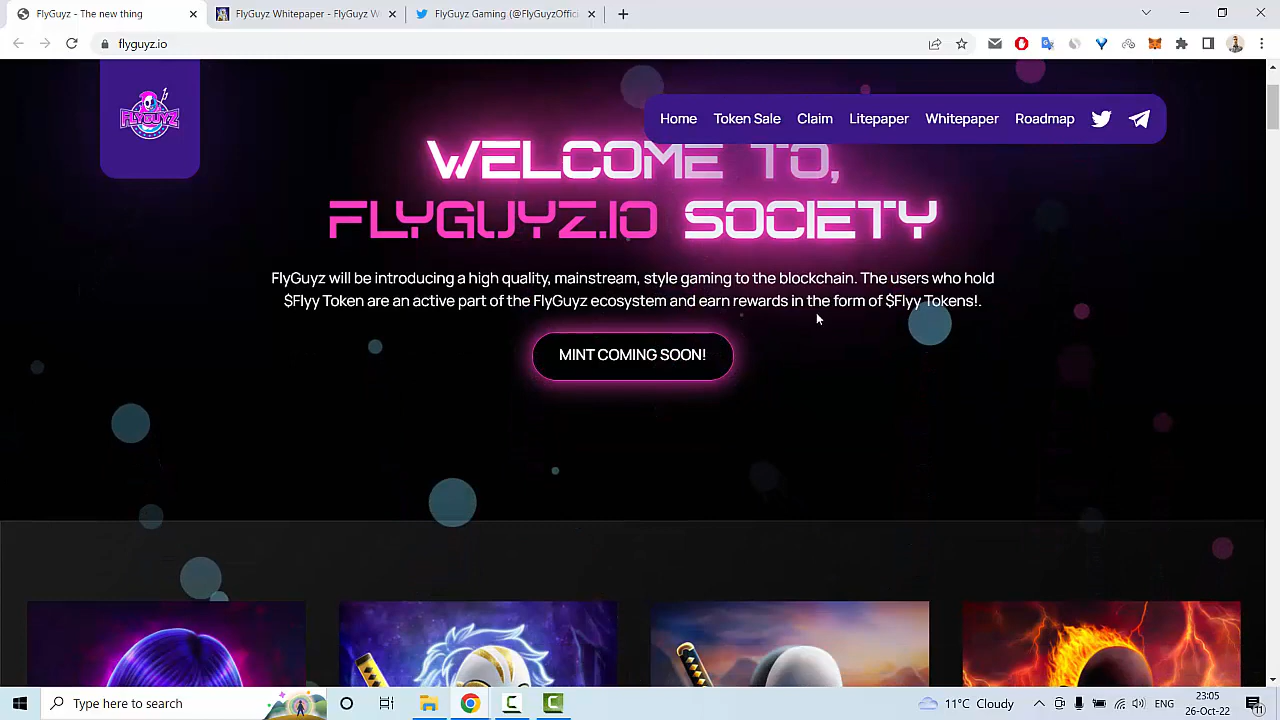 FlyGuyz - The new thing
FlyGuyz Whitepaper - FlyGuyz W
FlyGuyz Gaming (@FlyGuyzOffici
flyguyz.io
FLYGUYZ
Home Token Sale Claim Litepaper Whitepaper Roadmap
WELCOME TO,
FLYGUYZ.IO SOCIETY
FlyGuyz will be introducing a high quality, mainstream, style gaming to the blockchain. The users who hold
$Flyy Token are an active part of the FlyGuyz ecosystem and earn rewards in the form of $Flyy Tokens!.
MINT COMING SOON!
Type here to search
11°C Cloudy
ENG
23:05
26-Oct-22
11